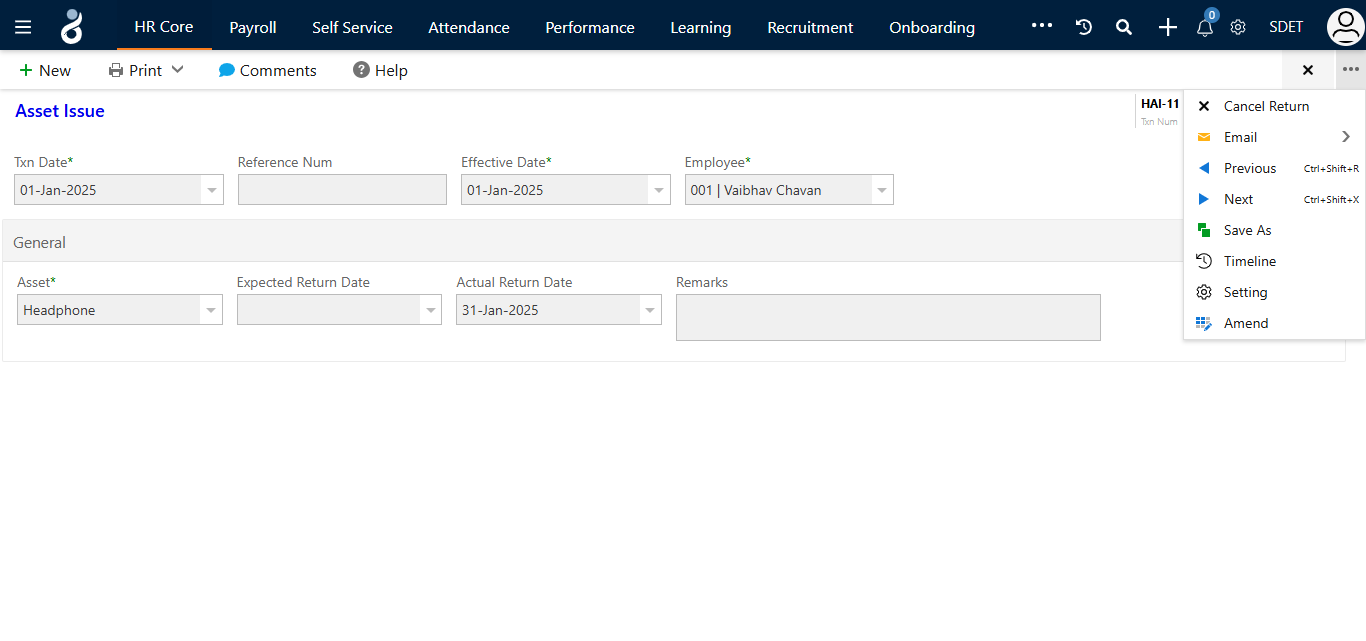 HR Core Payroll Self Service Attendance Performance Learning Recruitment Onboarding ••• 0 SDET
+ New Print Comments ? Help ×  •••
Asset Issue
HAI-11
Txn Num
Txn Date* Reference Num Effective Date* Employee*
01-Jan-2025 01-Jan-2025 001 | Vaibhav Chavan
General
Asset* Expected Return Date Actual Return Date Remarks
Headphone 31-Jan-2025
Cancel Return
Email
Previous Ctrl+Shift+R
Next Ctrl+Shift+X
Save As
Timeline
Setting
Amend